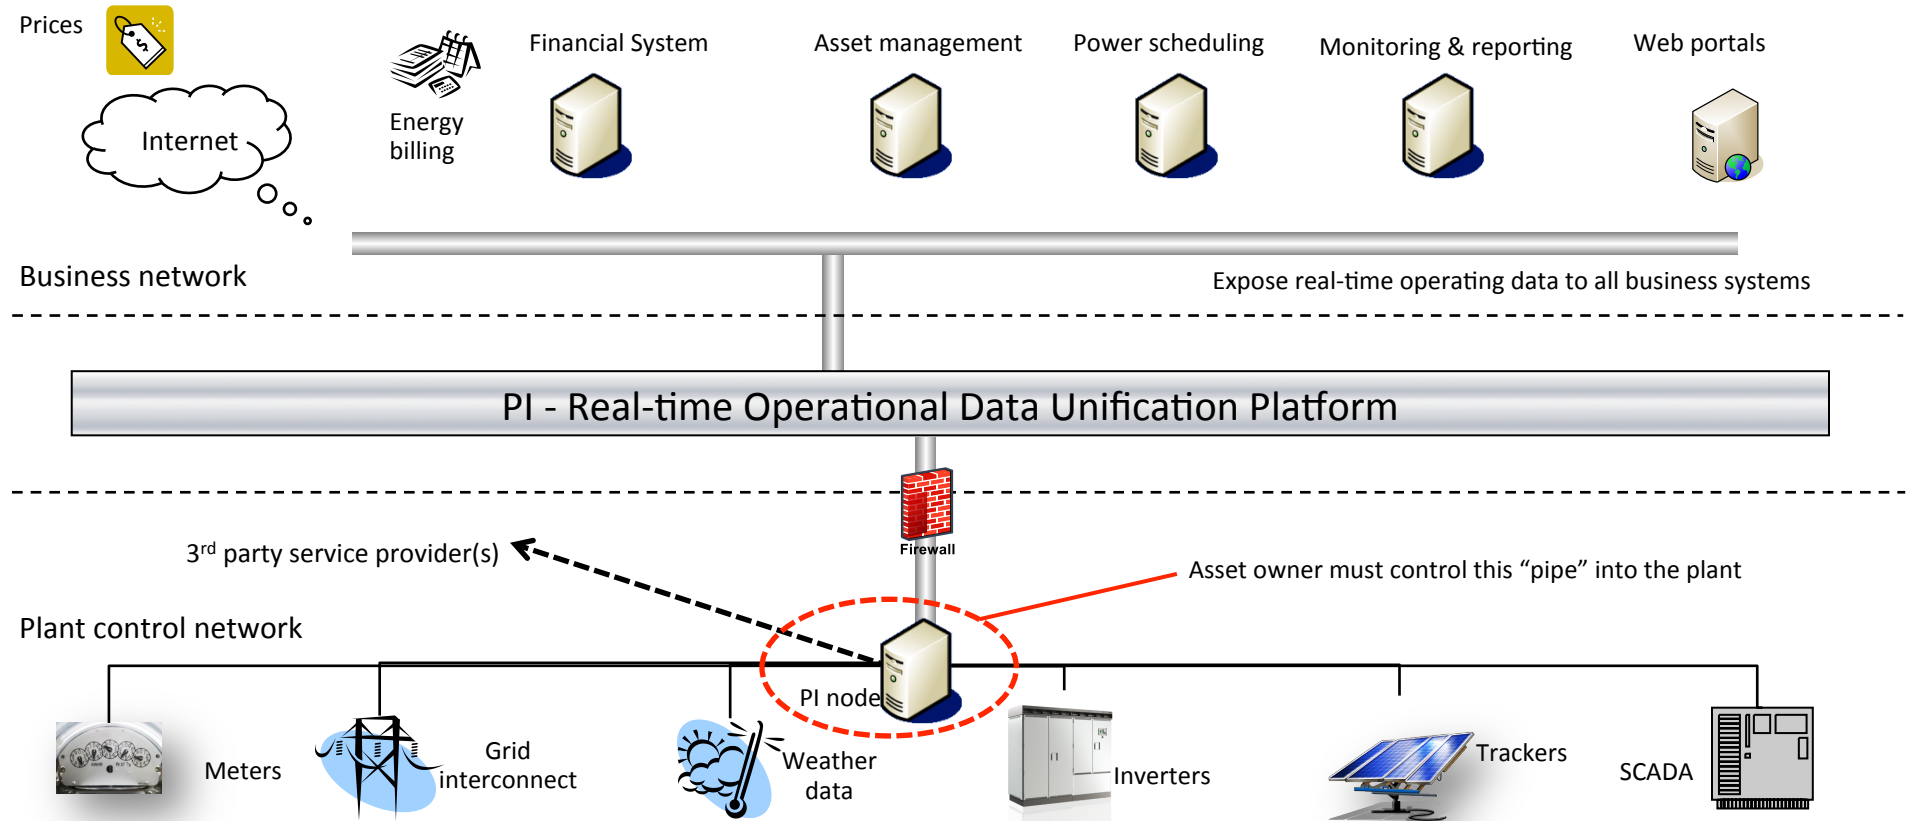 Prices
Financial System
Asset management
Power scheduling
Monitoring & reporting
Web portals
Internet
Energy
billing
Business network
Expose real-time operating data to all business systems
PI - Real-time Operational Data Unification Platform
Firewall
3rd party service provider(s)
Asset owner must control this “pipe” into the plant
Plant control network
PI node
Meters
Grid
interconnect
Weather
data
Inverters
Trackers
SCADA